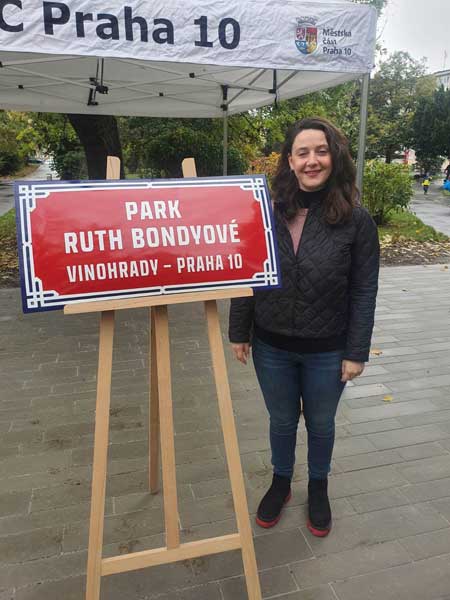 C Praha 10
Městská
část
Praha 10
PARK
RUTH BONDYOVÉ
VINOHRADY – PRAHA 10